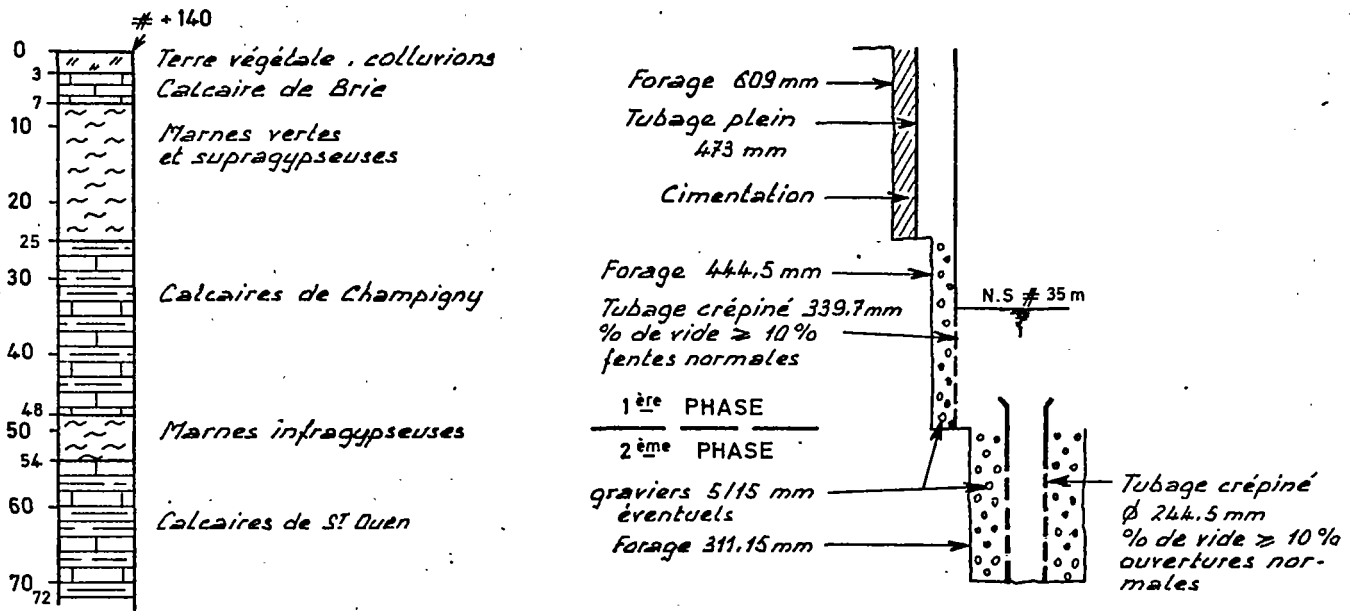 # + 140
0
Terre végétale, colluvions
3
Calcaire de Brie
7
10
Marnes vertes
et supragypseuses
20
25
30
Calcaires de Champigny
40
48
50
Marnes infragypseuses
54
60
Calcaires de ST Ouen
70
72
Forage 609 mm
Tubage plein
473 mm
Cimentation
Forage 444.5 mm
Tubage crépiné 339.7 mm
% de vide ≥ 10 %
fentes normales
N.S # 35 m
1ère PHASE
2ème PHASE
graviers 5/15 mm
éventuels
Forage 311.15 mm
Tubage crépiné
Ø 244.5 mm
% de vide ≥ 10 %
ouvertures nor-
males